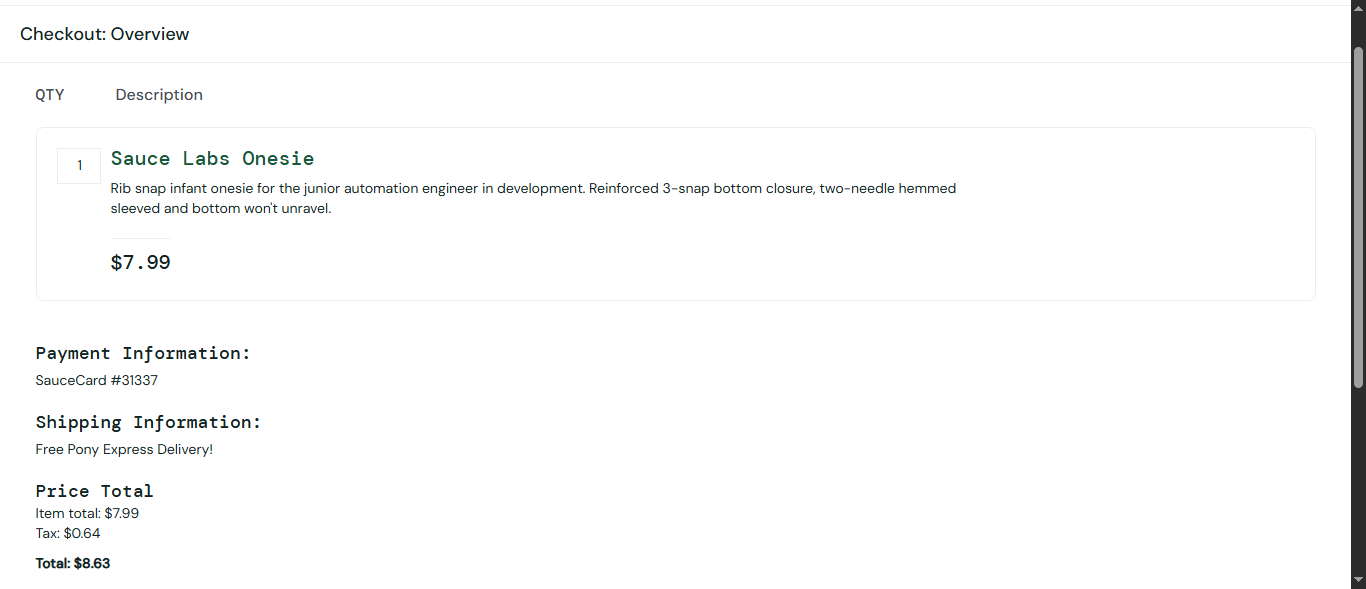 Checkout: Overview
QTY Description
1
Sauce Labs Onesie
Rib snap infant onesie for the junior automation engineer in development. Reinforced 3-snap bottom closure, two-needle hemmed
sleeved and bottom won't unravel.
$7.99
Payment Information:
SauceCard #31337
Shipping Information:
Free Pony Express Delivery!
Price Total
Item total: $7.99
Tax: $0.64
Total: $8.63